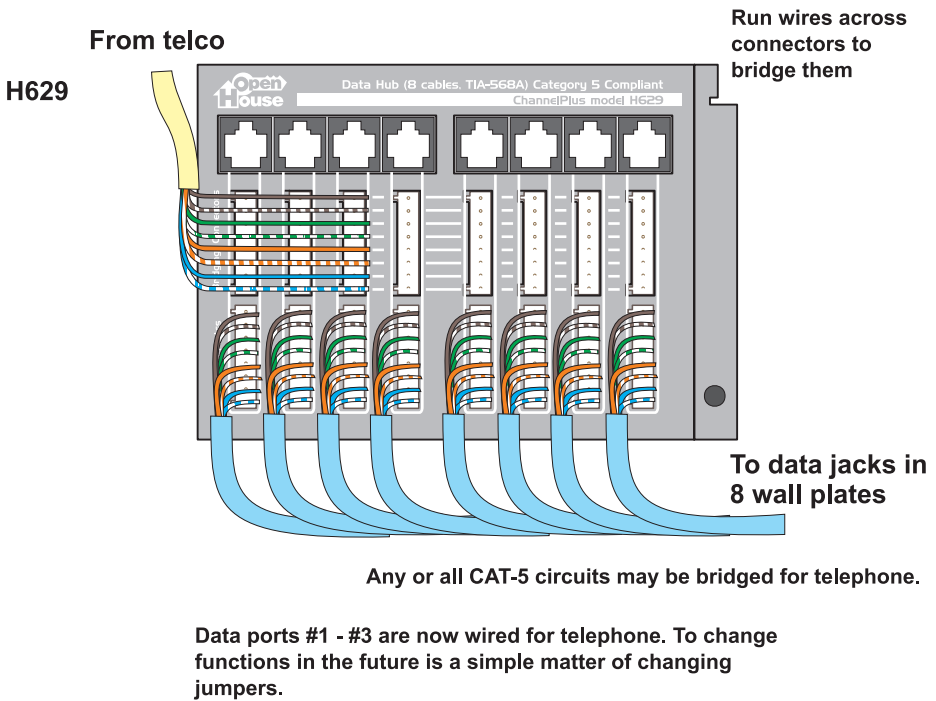 From telco
H629
Run wires across
connectors to
bridge them
Open
House
Data Hub (8 cables, TIA-568A) Category 5 Compliant
ChannelPlus model H629
To data jacks in
8 wall plates
Any or all CAT-5 circuits may be bridged for telephone.
Data ports #1 - #3 are now wired for telephone. To change
functions in the future is a simple matter of changing
jumpers.